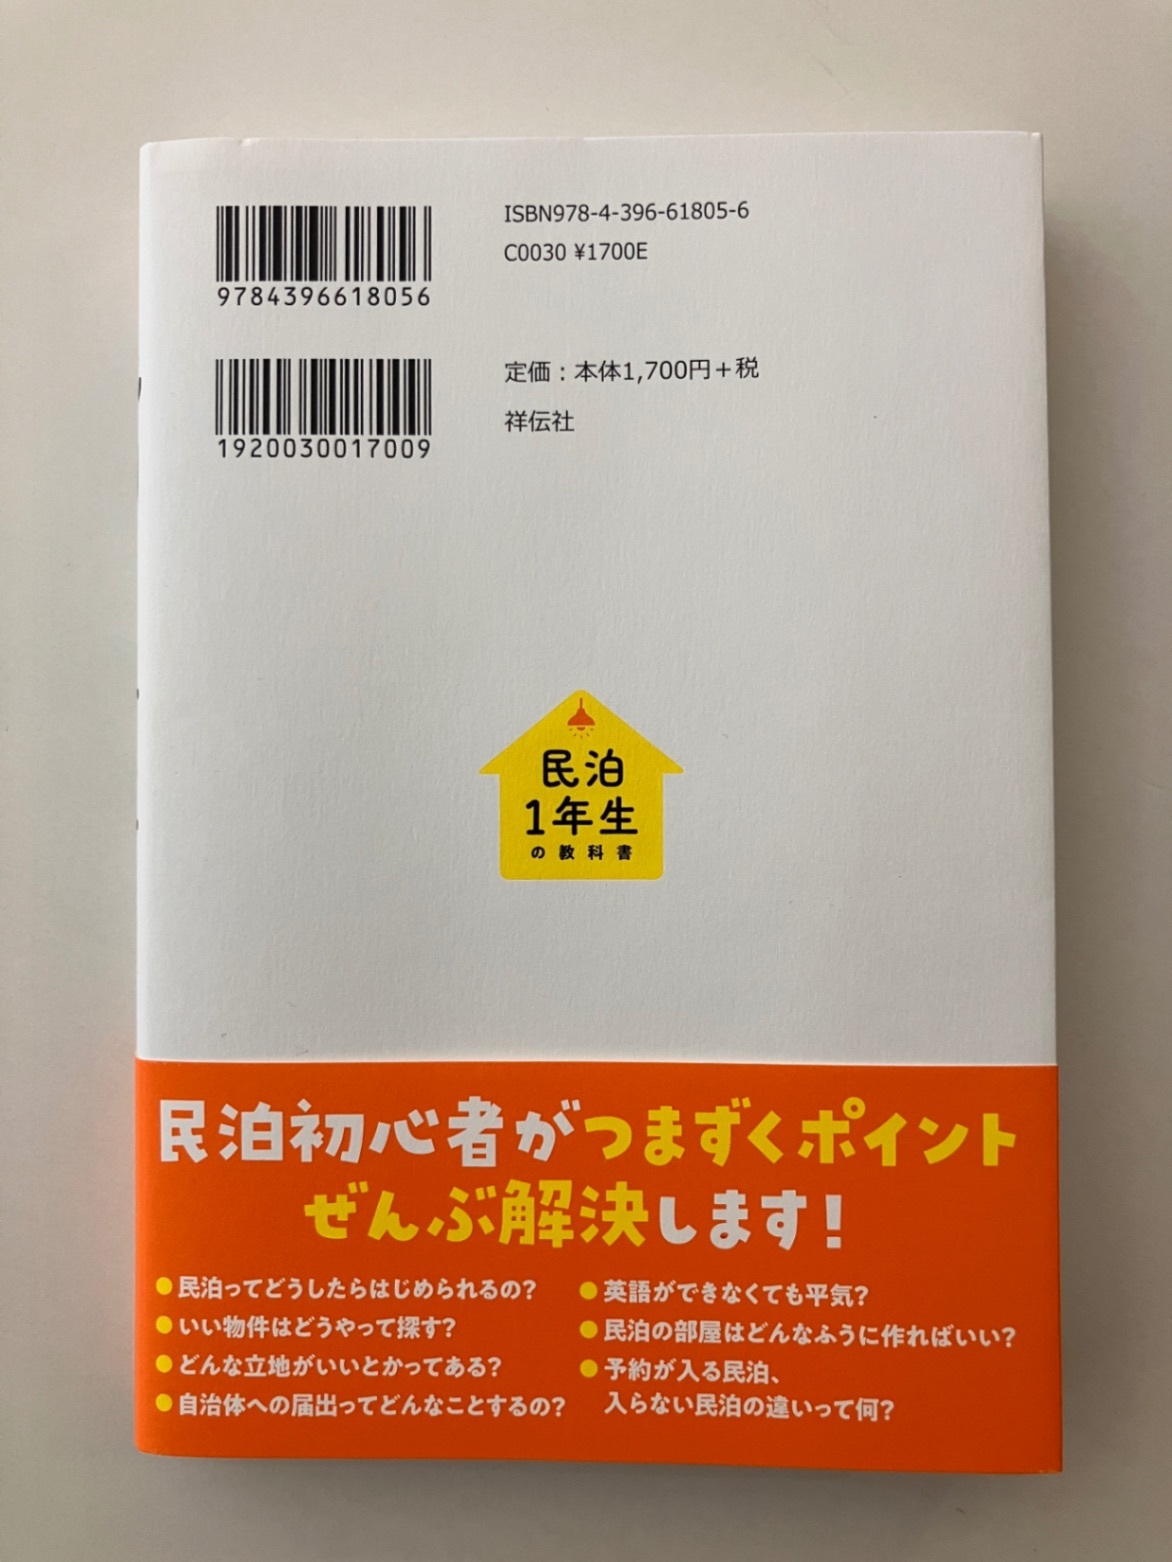 ISBN978-4-396-61805-6
C0030 ¥1700E
9784396618056
定価：本体1,700円＋税
祥伝社
1920030017009
民泊
1年生
の教科書
民泊初心者がつまずくポイント
ぜんぶ解決します！
●民泊ってどうしたらはじめられるの？
●いい物件はどうやって探す？
●どんな立地がいいとかってある？
●自治体への届出ってどんなことするの？
●英語ができなくても平気？
●民泊の部屋はどんなふうに作ればいい？
●予約が入る民泊、
入らない民泊の違いって何？